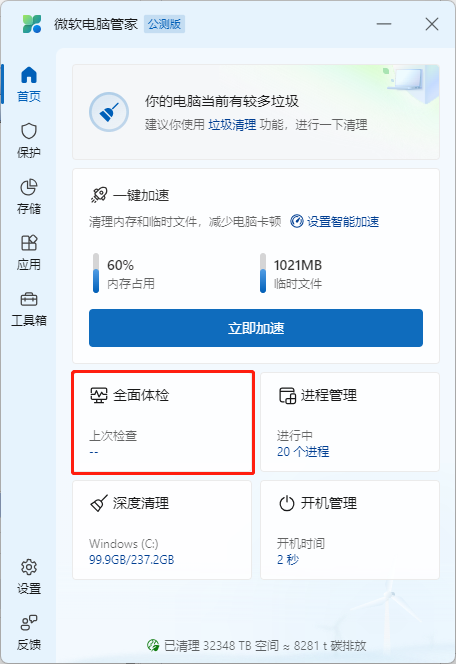 微软电脑管家 公测版
首页
保护
存储
应用
工具箱
设置
反馈
你的电脑当前有较多垃圾
建议你使用 垃圾清理 功能，进行一下清理
一键加速
清理内存和临时文件，减少电脑卡顿 设置智能加速
60%
内存占用
1021MB
临时文件
立即加速
全面体检
上次检查
--
进程管理
进行中
20 个进程
深度清理
Windows (C:)
99.9GB/237.2GB
开机管理
开机时间
2 秒
已清理 32348 TB 空间 ≈ 8281 t 碳排放